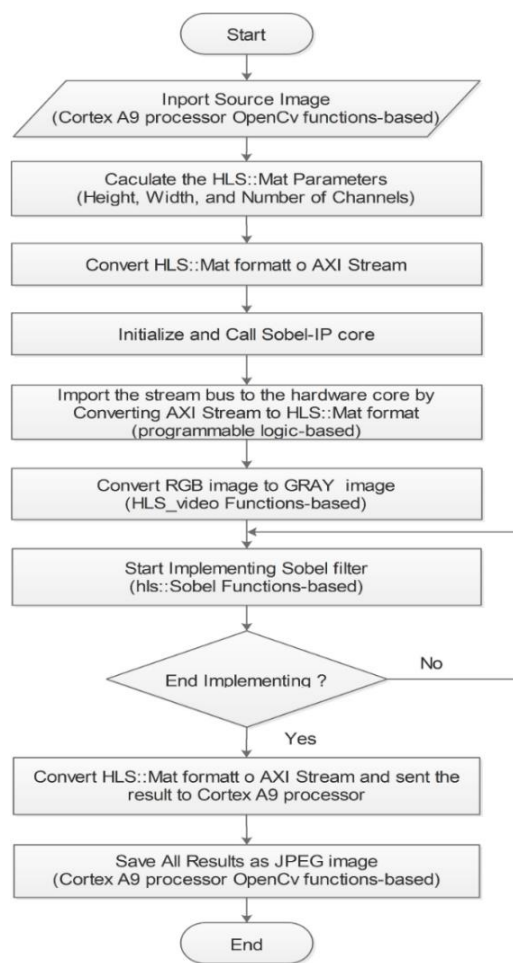 Start
Inport Source Image
(Cortex A9 processor OpenCv functions-based)
Caculate the HLS::Mat Parameters
(Height, Width, and Number of Channels)
Convert HLS::Mat formatt o AXI Stream
Initialize and Call Sobel-IP core
Import the stream bus to the hardware core by
Converting AXI Stream to HLS::Mat format
(programmable logic-based)
Convert RGB image to GRAY image
(HLS_video Functions-based)
Start Implementing Sobel filter
(hls::Sobel Functions-based)
End Implementing ?
No
Yes
Convert HLS::Mat formatt o AXI Stream and sent the
result to Cortex A9 processor
Save All Results as JPEG image
(Cortex A9 processor OpenCv functions-based)
End